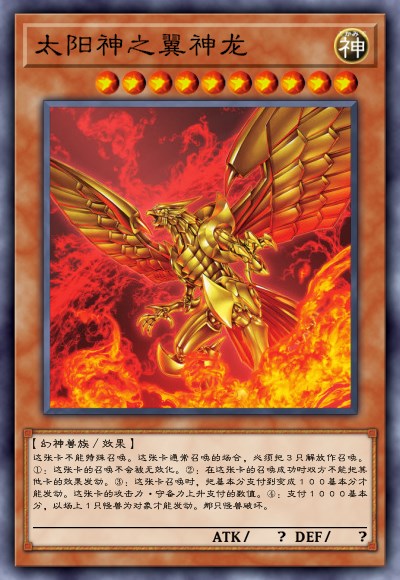 太阳神之翼神龙
かみ
神
【幻神兽族/效果】
这张卡不能特殊召唤。这张卡通常召唤的场合,必须把3只解放作召唤。
①:这张卡的召唤不会被无效化。②:在这张卡的召唤成功时双方不能把其
他卡的效果发动。③:这张卡召唤时,把基本分支付到变成100基本分才
能发动。这张卡的攻击力·守备力上升支付的数值。④:支付1000基本
分,以场上1只怪兽为对象才能发动。那只怪兽破坏。
ATK/ ? DEF/ ?